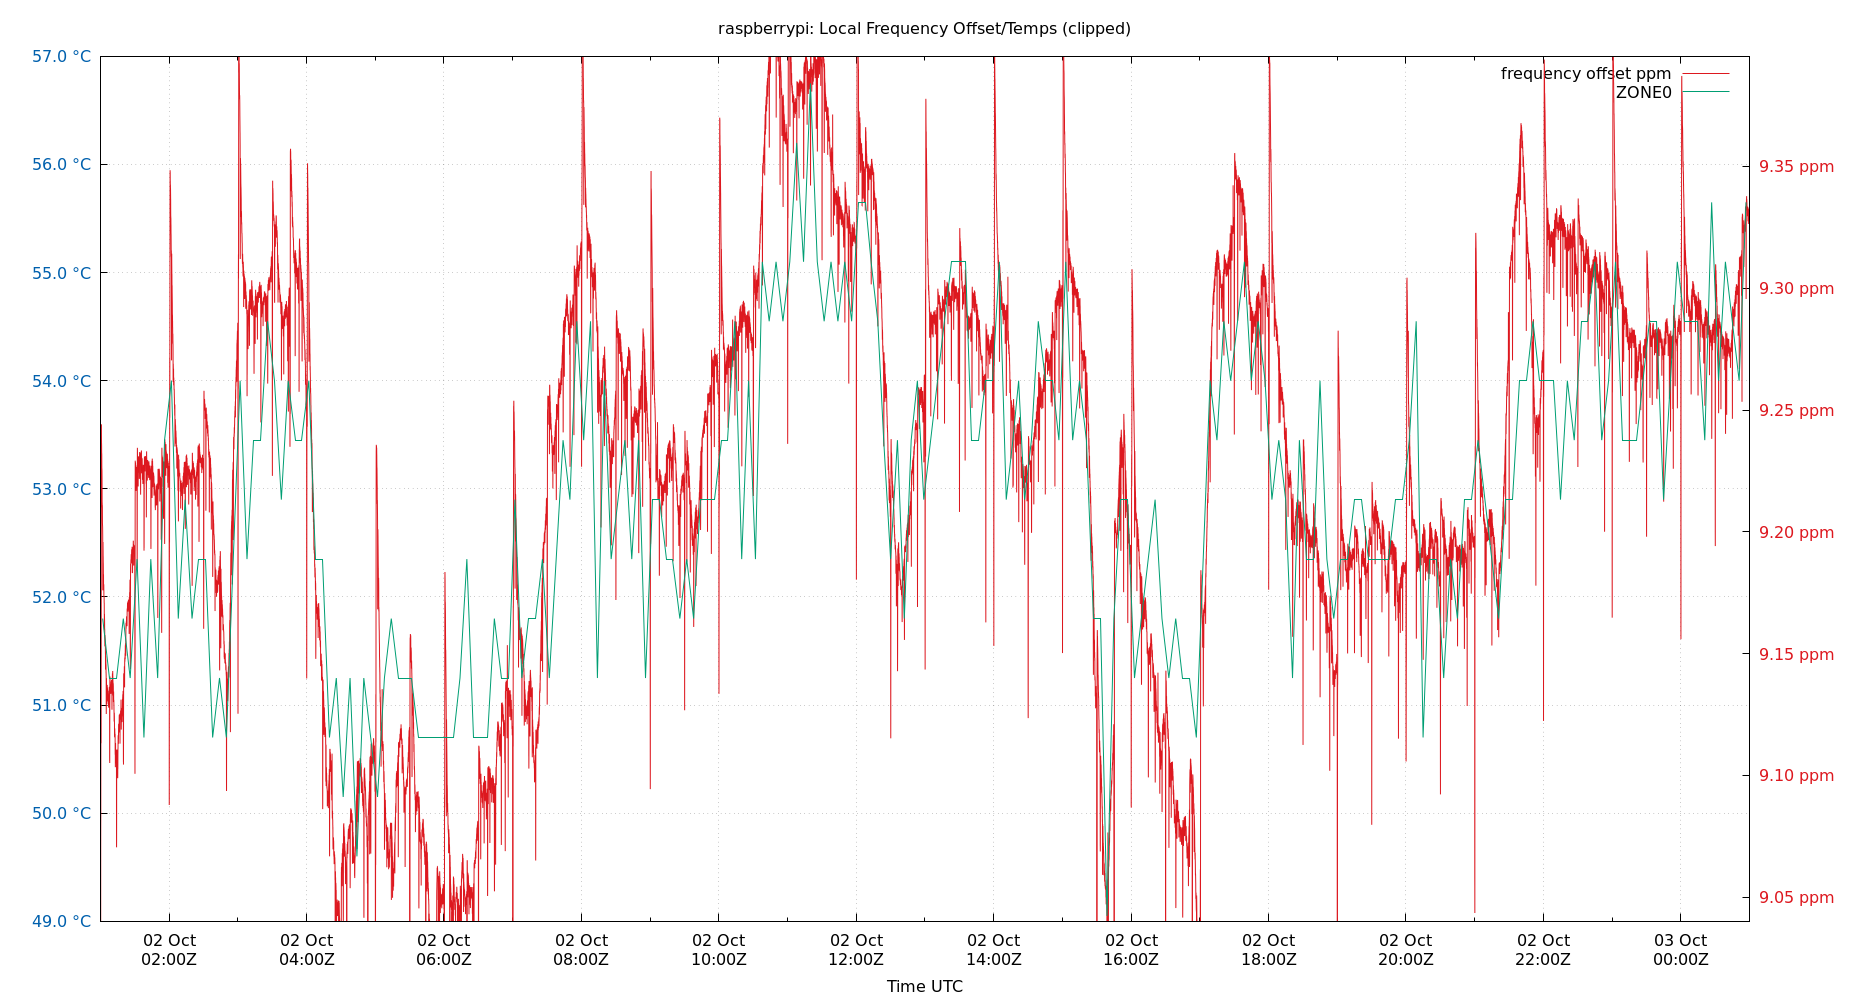 raspberrypi: Local Frequency Offset/Temps (clipped)
57.0 °C
56.0 °C
55.0 °C
54.0 °C
53.0 °C
52.0 °C
51.0 °C
50.0 °C
49.0 °C
frequency offset ppm
ZONE0
9.35 ppm
9.30 ppm
9.25 ppm
9.20 ppm
9.15 ppm
9.10 ppm
9.05 ppm
02 Oct
02:00Z
02 Oct
04:00Z
02 Oct
06:00Z
02 Oct
08:00Z
02 Oct
10:00Z
02 Oct
12:00Z
02 Oct
14:00Z
02 Oct
16:00Z
02 Oct
18:00Z
02 Oct
20:00Z
02 Oct
22:00Z
03 Oct
00:00Z
Time UTC